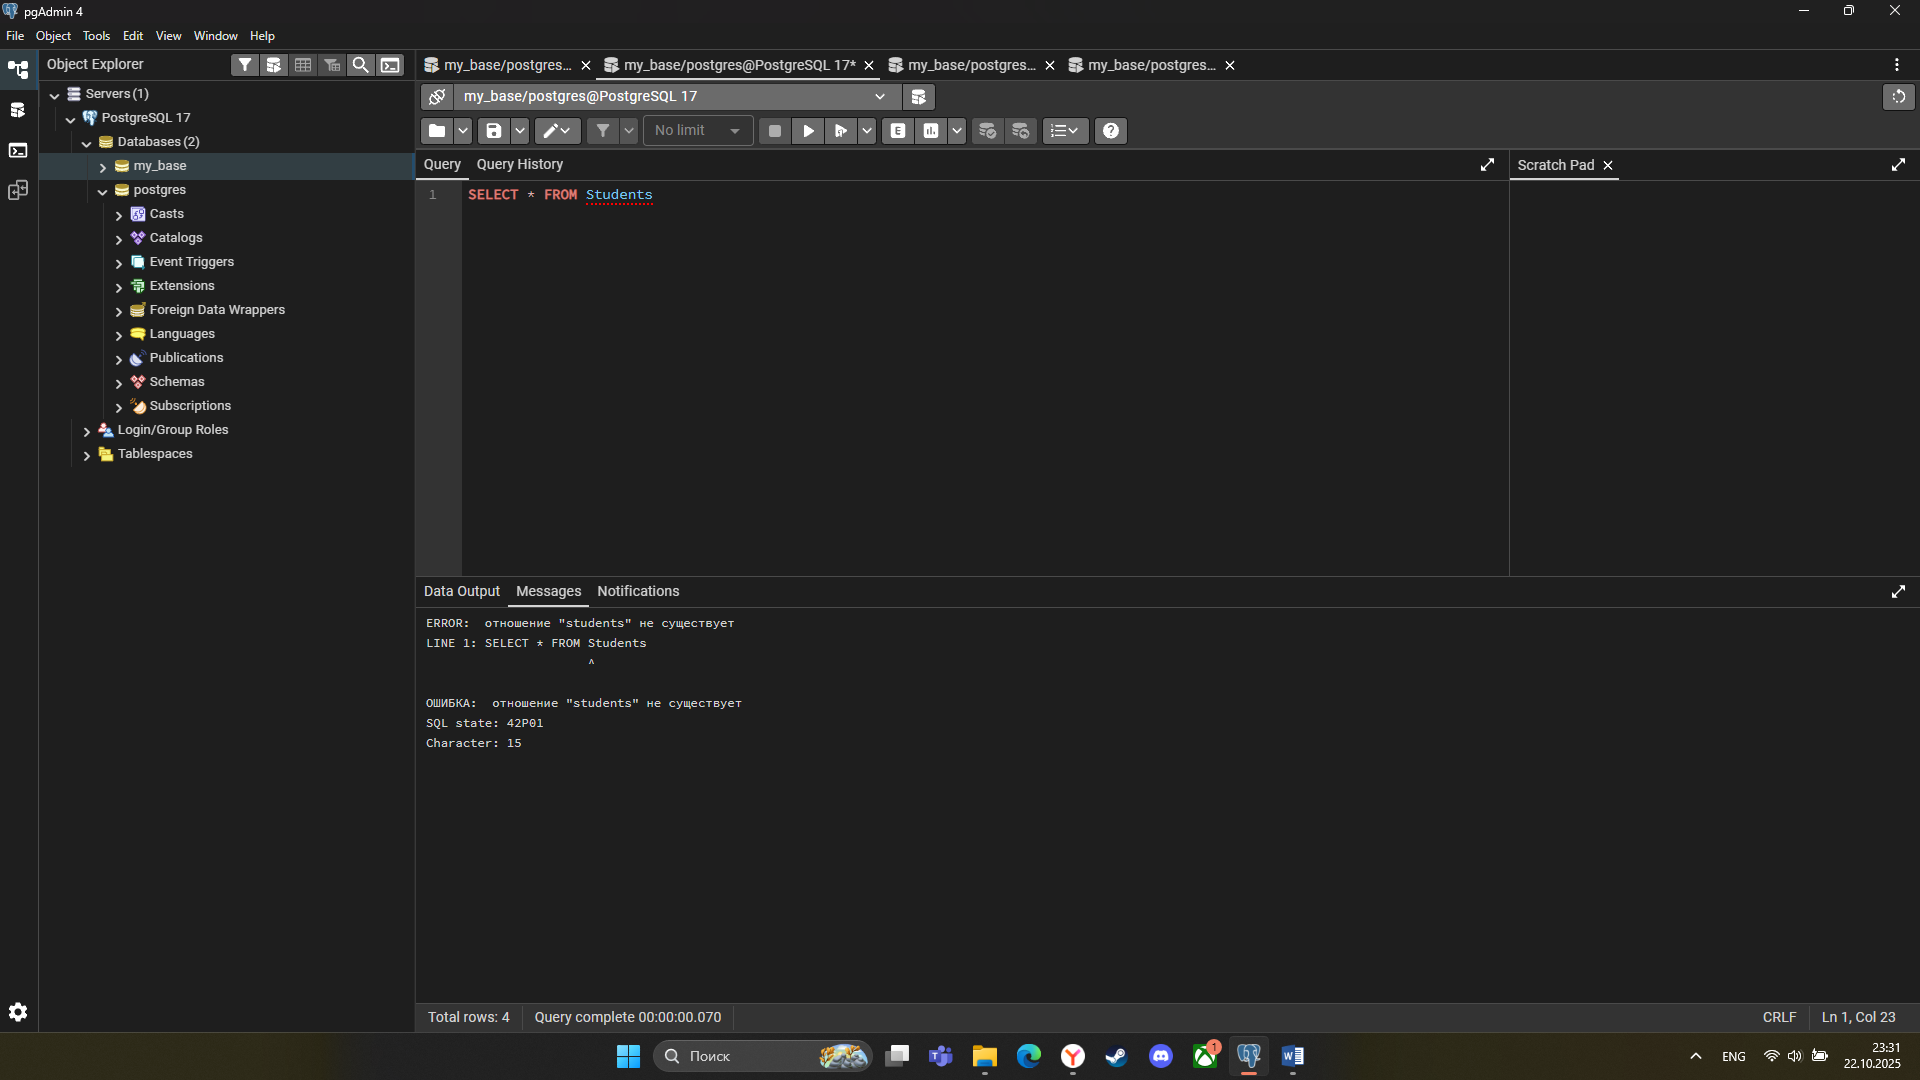 pgAdmin 4
File Object Tools Edit View Window Help
Object Explorer
my_base/postgres...
my_base/postgres@PostgreSQL 17*
my_base/postgres...
my_base/postgres...
Servers (1)
PostgreSQL 17
Databases (2)
my_base
postgres
Casts
Catalogs
Event Triggers
Extensions
Foreign Data Wrappers
Languages
Publications
Schemas
Subscriptions
Login/Group Roles
Tablespaces
my_base/postgres@PostgreSQL 17
No limit
E
Query Query History
Scratch Pad
1 SELECT * FROM Students
Data Output Messages Notifications
ERROR: отношение "students" не существует
LINE 1: SELECT * FROM Students
^
ОШИБКА: отношение "students" не существует
SQL state: 42P01
Character: 15
Total rows: 4
Query complete 00:00:00.070
CRLF
Ln 1, Col 23
Поиск
1
ENG
23:31
22.10.2025